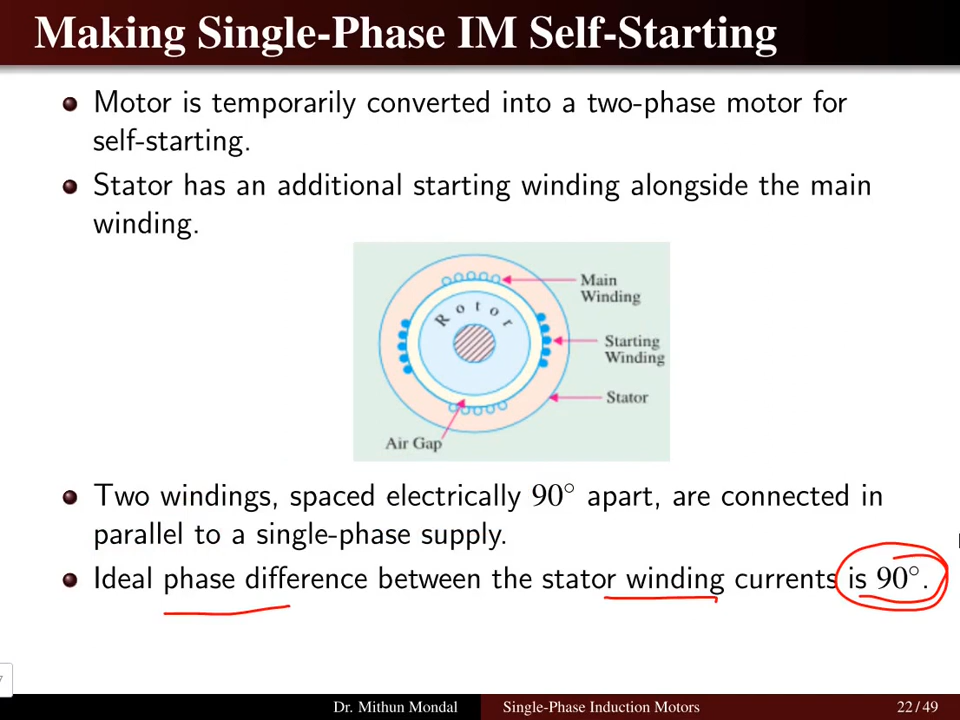 Making Single-Phase IM Self-Starting
Motor is temporarily converted into a two-phase motor for
self-starting.
Stator has an additional starting winding alongside the main
winding.
Main
Winding
Rotor
Starting
Winding
Stator
Air Gap
Two windings, spaced electrically 90° apart, are connected in
parallel to a single-phase supply.
Ideal phase difference between the stator winding currents is 90°.
Dr. Mithun Mondal
Single-Phase Induction Motors
22 / 49